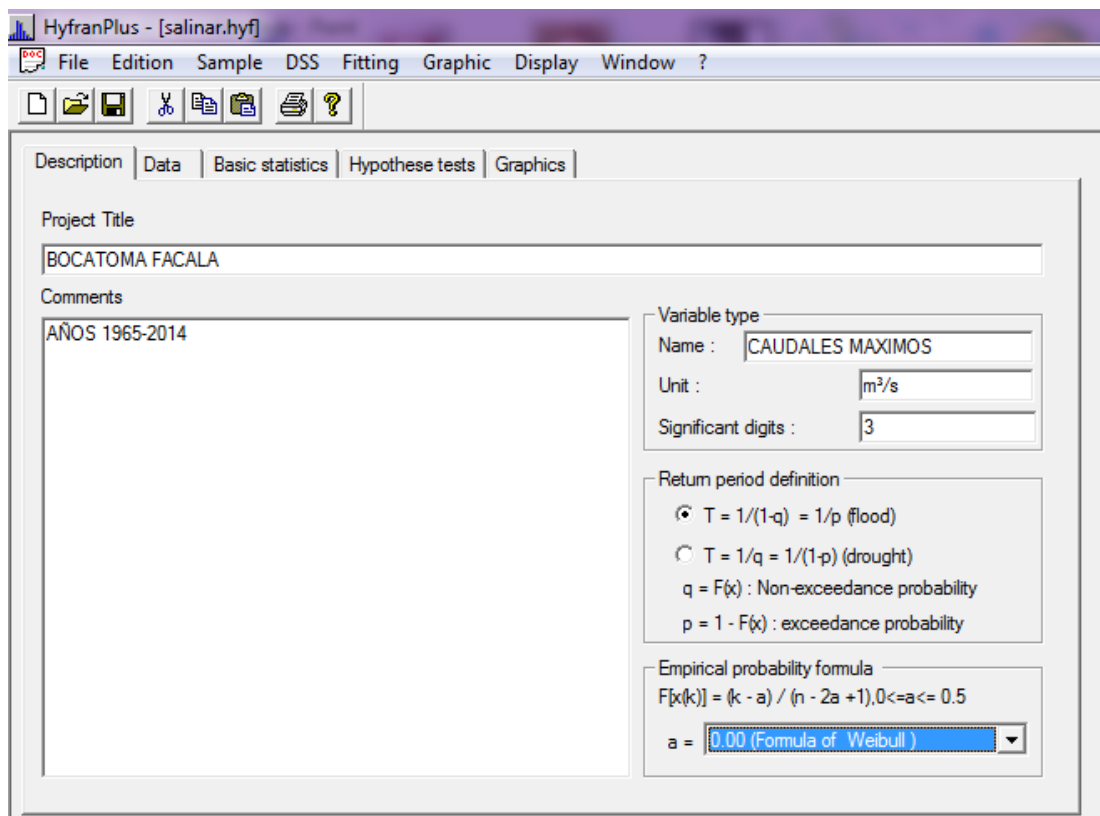 HyfranPlus - [salinar.hyf]
DOC File Edition Sample DSS Fitting Graphic Display Window ?
Description Data Basic statistics Hypothese tests Graphics
Project Title
BOCATOMA FACALA
Comments
AÑOS 1965-2014
Variable type
Name : CAUDALES MAXIMOS
Unit : m³/s
Significant digits : 3
Return period definition
T = 1/(1-q) = 1/p (flood)
T = 1/q = 1/(1-p) (drought)
q = F(x) : Non-exceedance probability
p = 1 - F(x) : exceedance probability
Empirical probability formula
F[x(k)] = (k - a) / (n - 2a +1),0<=a<= 0.5
a = 0.00 (Formula of Weibull )